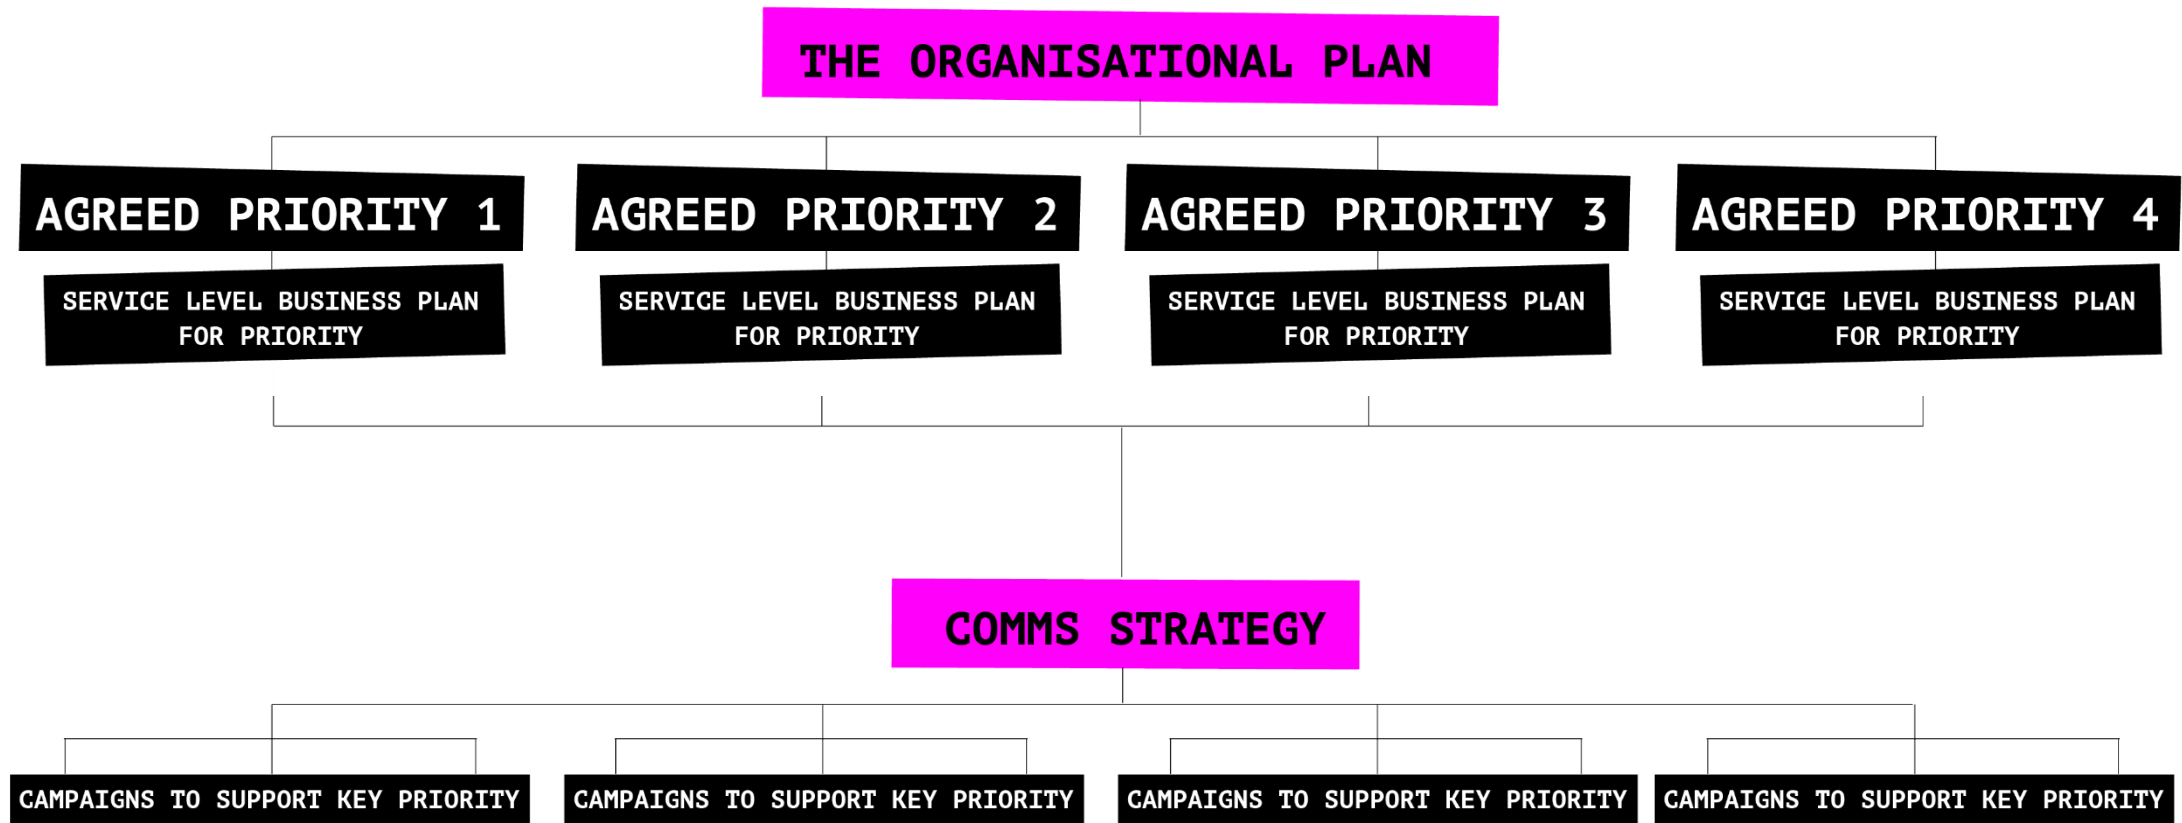 THE ORGANISATIONAL PLAN
AGREED PRIORITY 1
AGREED PRIORITY 2
AGREED PRIORITY 3
AGREED PRIORITY 4
SERVICE LEVEL BUSINESS PLAN
FOR PRIORITY
SERVICE LEVEL BUSINESS PLAN
FOR PRIORITY
SERVICE LEVEL BUSINESS PLAN
FOR PRIORITY
SERVICE LEVEL BUSINESS PLAN
FOR PRIORITY
COMMS STRATEGY
CAMPAIGNS TO SUPPORT KEY PRIORITY
CAMPAIGNS TO SUPPORT KEY PRIORITY
CAMPAIGNS TO SUPPORT KEY PRIORITY
CAMPAIGNS TO SUPPORT KEY PRIORITY